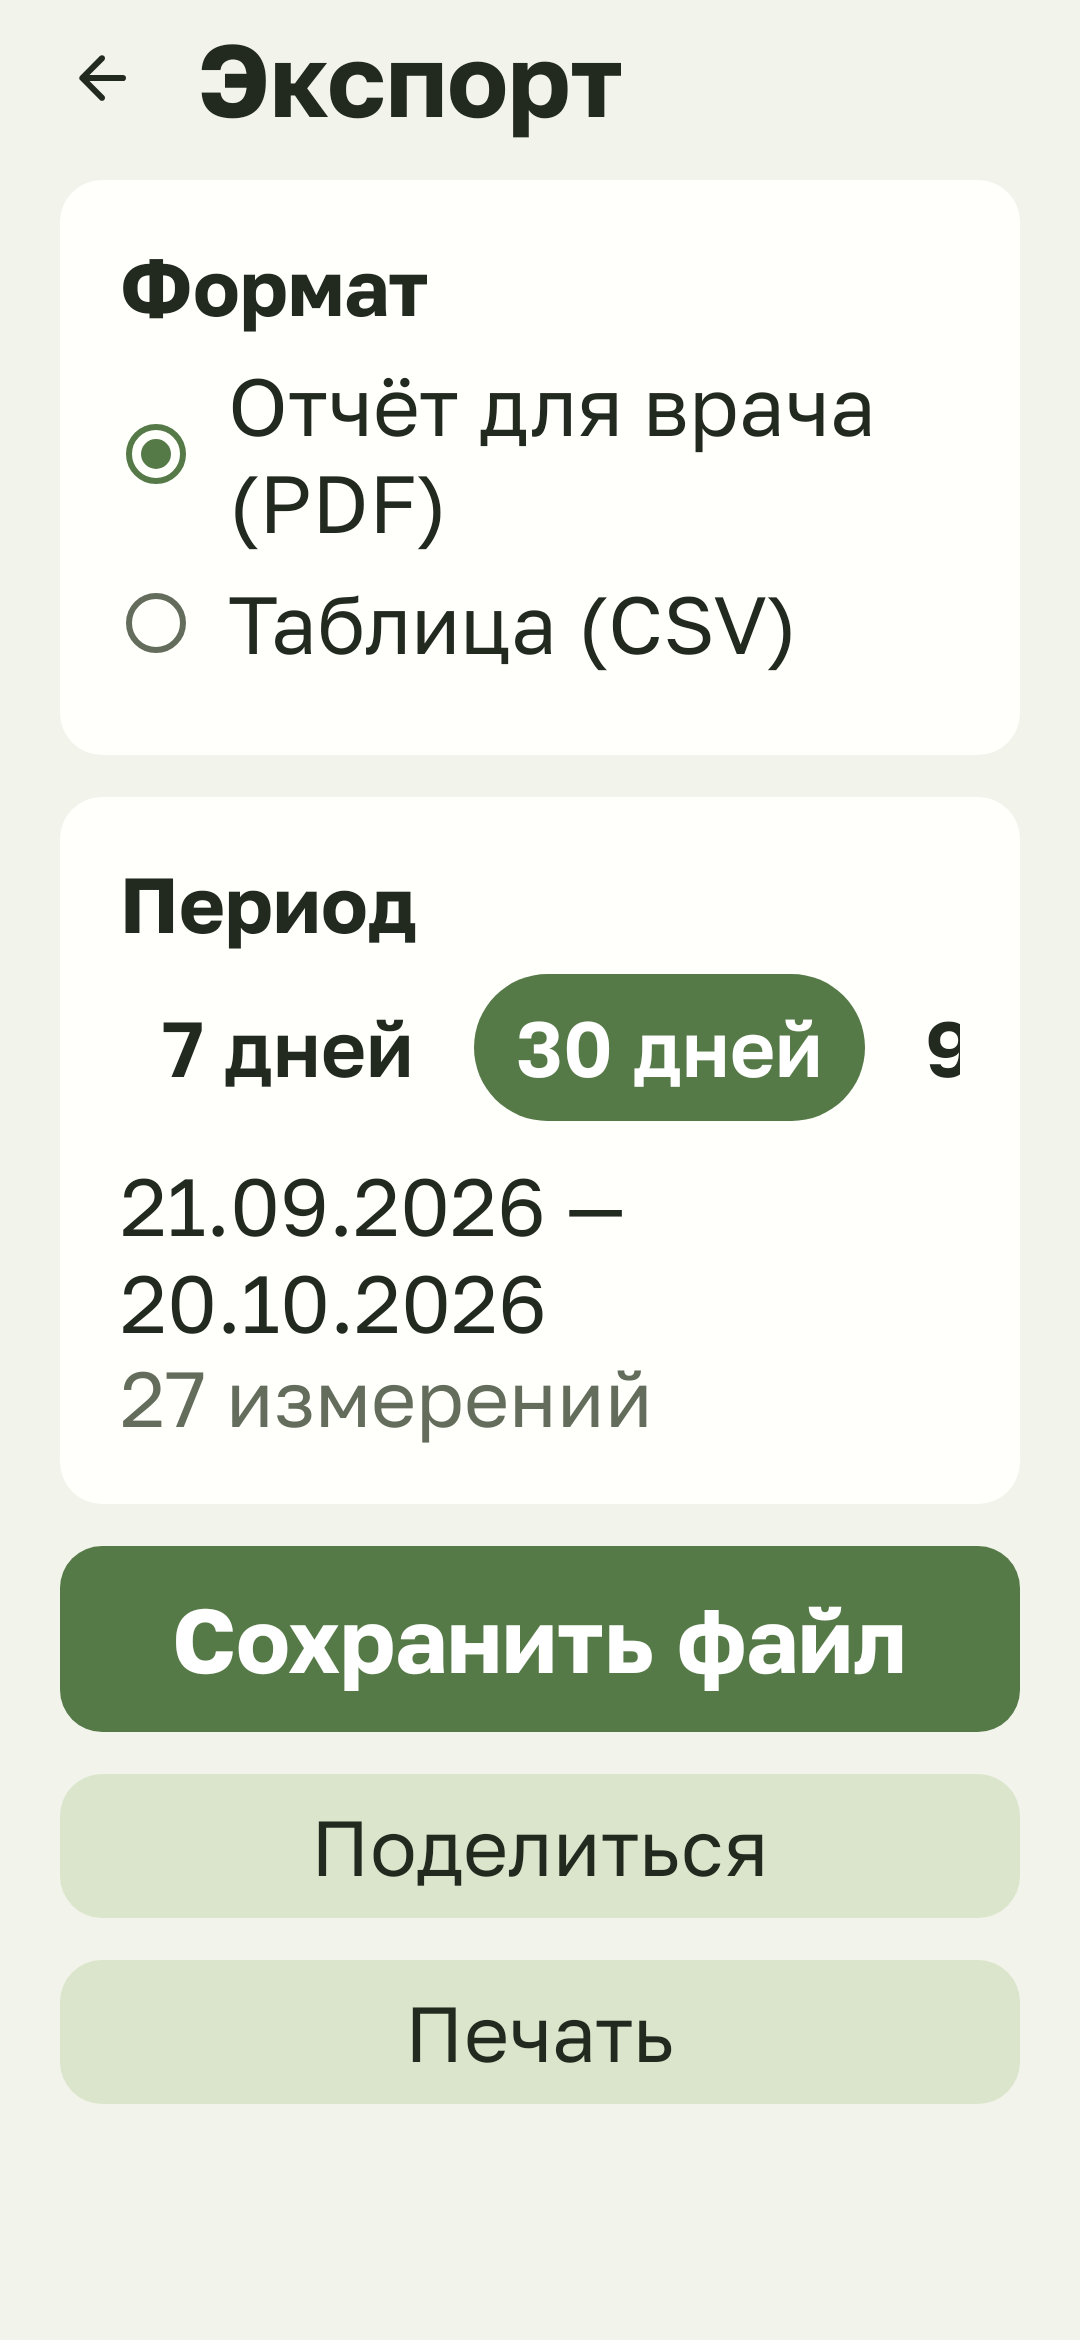 Экспорт
Формат
Отчёт для врача
(PDF)
Таблица (CSV)
Период
7 дней
30 дней
21.09.2026 –
20.10.2026
27 измерений
Сохранить файл
Поделиться
Печать